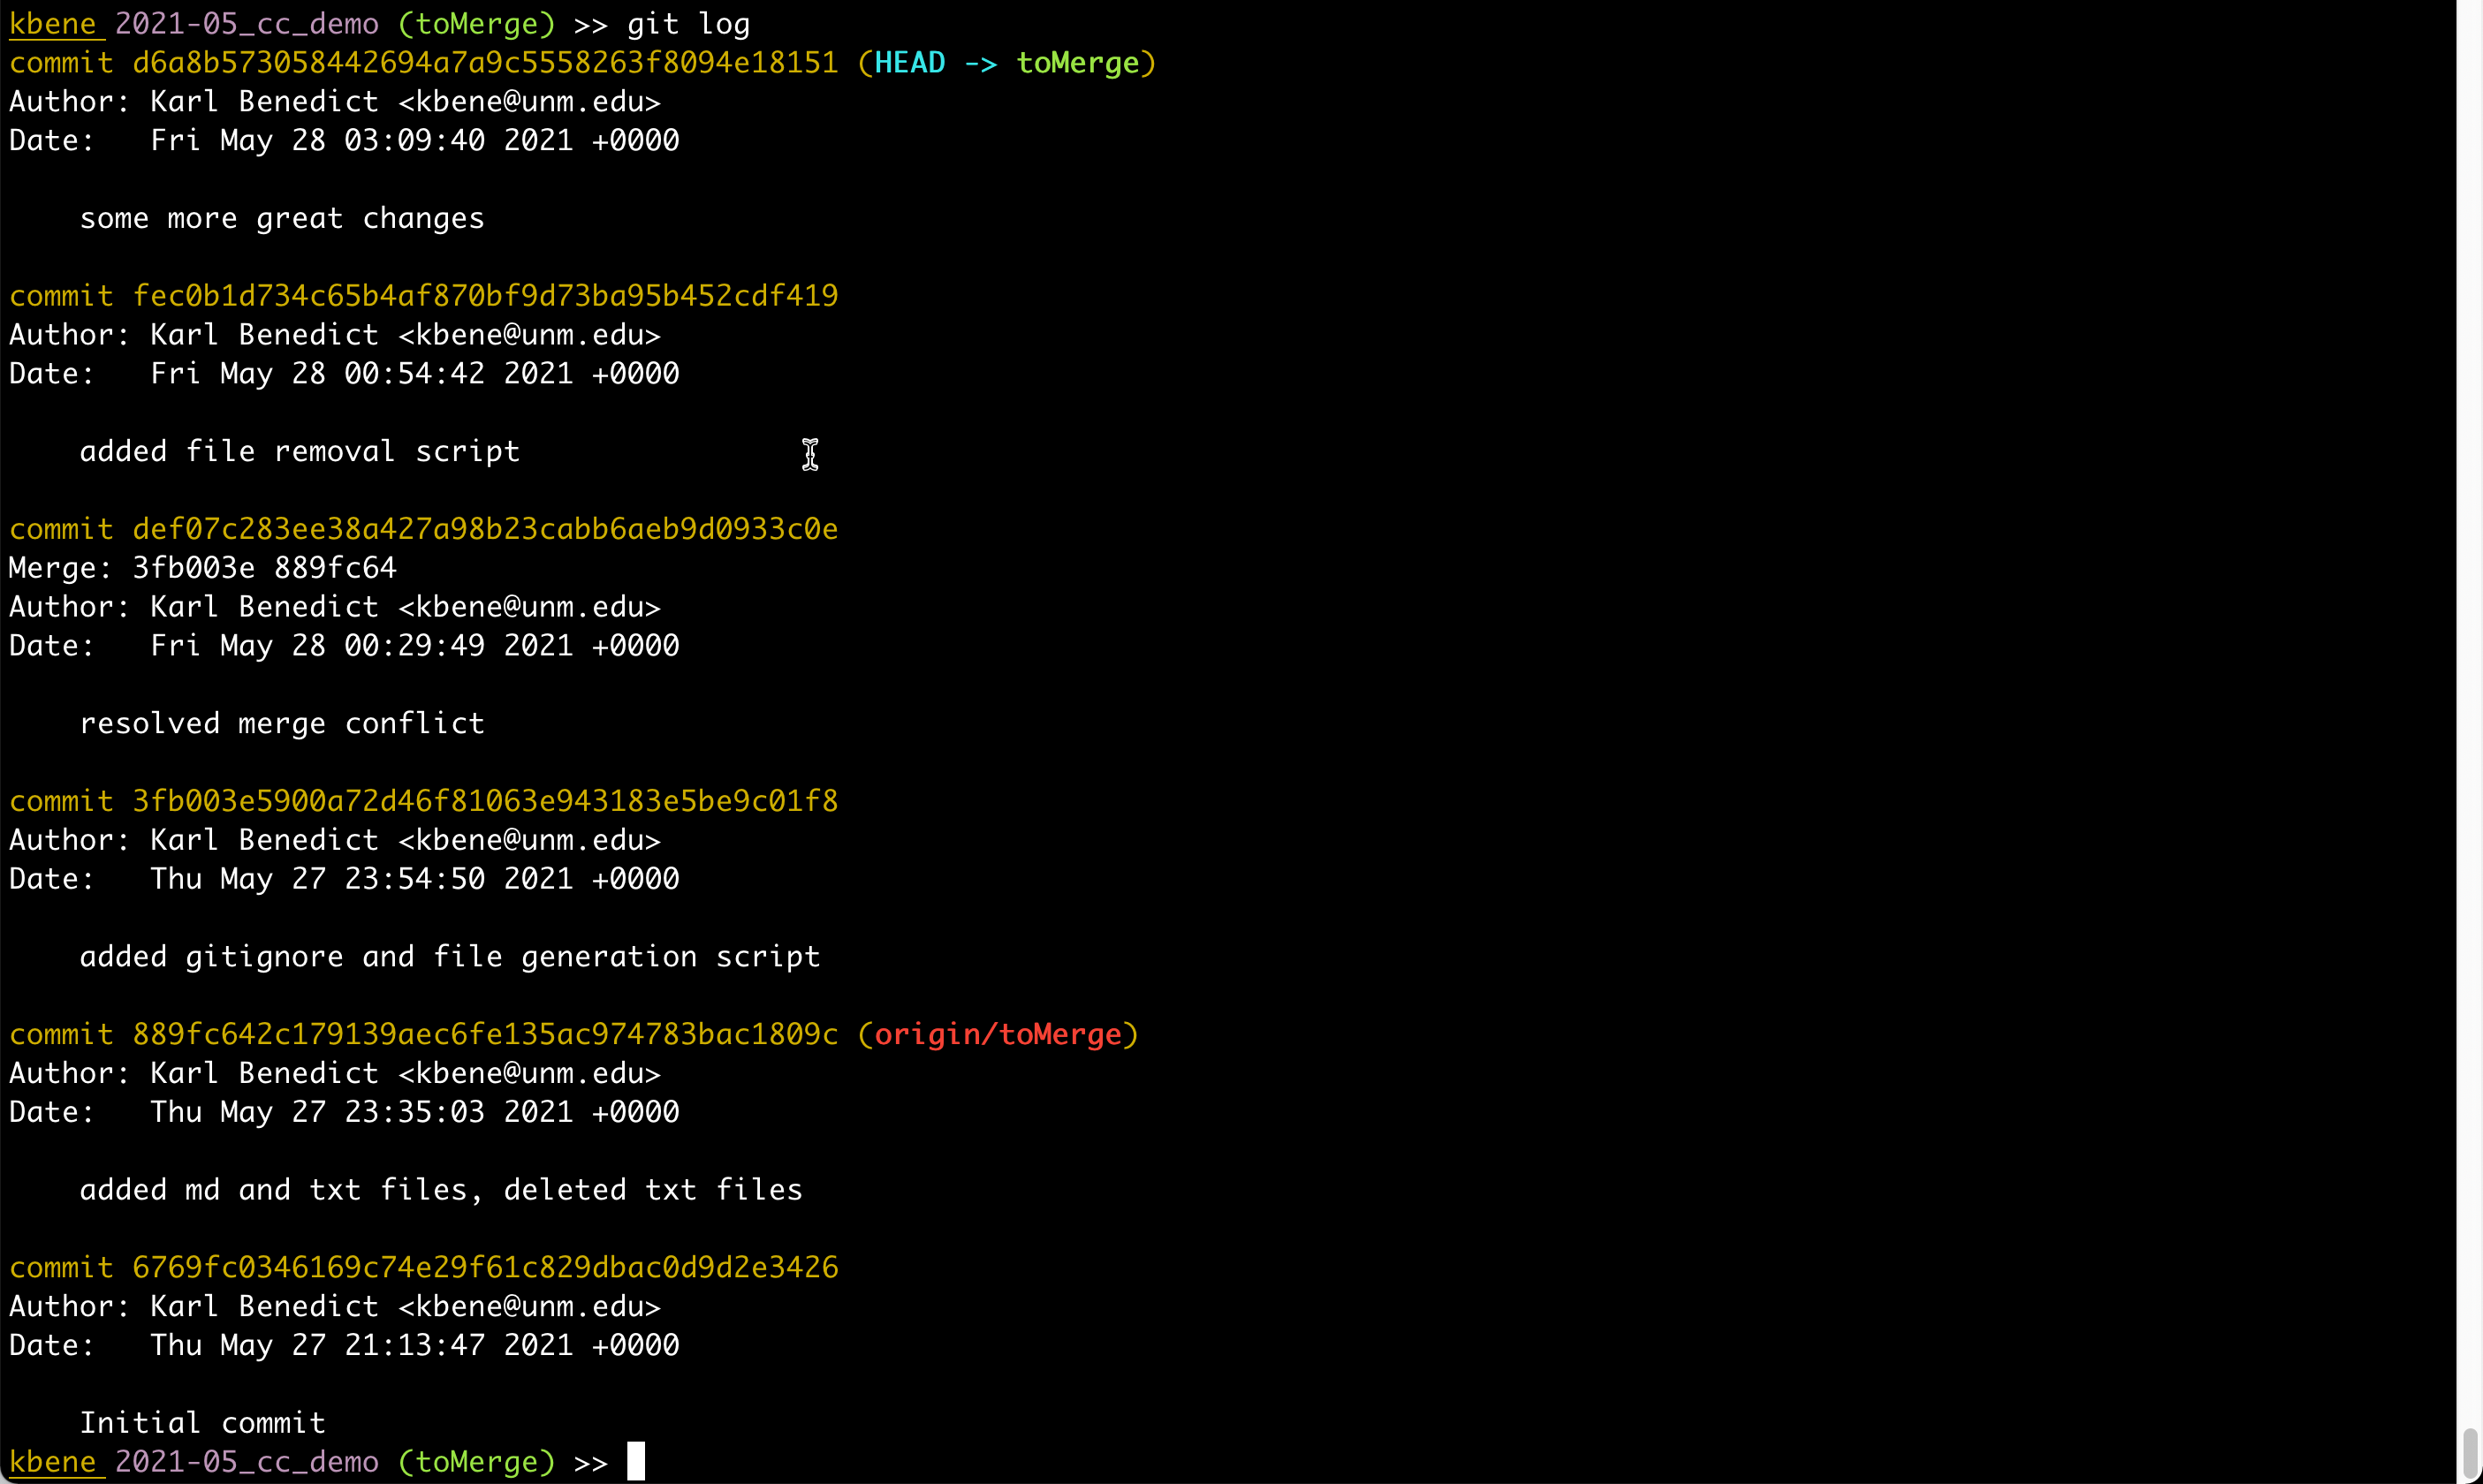 kbene 2021-05_cc_demo (toMerge) >> git log
commit d6a8b573058442694a7a9c5558263f8094e18151 (HEAD -> toMerge)
Author: Karl Benedict <kbene@unm.edu>
Date:   Fri May 28 03:09:40 2021 +0000
    some more great changes
commit fec0b1d734c65b4af870bf9d73ba95b452cdf419
Author: Karl Benedict <kbene@unm.edu>
Date:   Fri May 28 00:54:42 2021 +0000
    added file removal script
commit def07c283ee38a427a98b23cabb6aeb9d0933c0e
Merge: 3fb003e 889fc64
Author: Karl Benedict <kbene@unm.edu>
Date:   Fri May 28 00:29:49 2021 +0000
    resolved merge conflict
commit 3fb003e5900a72d46f81063e943183e5be9c01f8
Author: Karl Benedict <kbene@unm.edu>
Date:   Thu May 27 23:54:50 2021 +0000
    added gitignore and file generation script
commit 889fc642c179139aec6fe135ac974783bac1809c (origin/toMerge)
Author: Karl Benedict <kbene@unm.edu>
Date:   Thu May 27 23:35:03 2021 +0000
    added md and txt files, deleted txt files
commit 6769fc0346169c74e29f61c829dbac0d9d2e3426
Author: Karl Benedict <kbene@unm.edu>
Date:   Thu May 27 21:13:47 2021 +0000
    Initial commit
kbene 2021-05_cc_demo (toMerge) >>